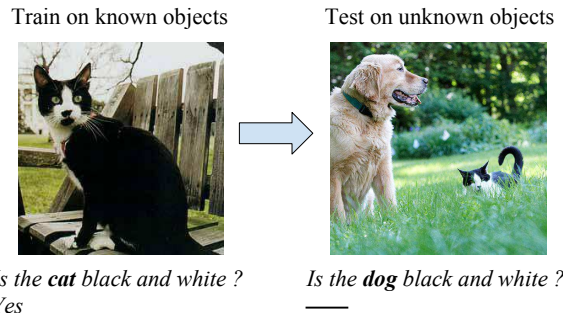 Train on known objects
Test on unknown objects
s the cat black and white ?
Yes
Is the dog black and white ?